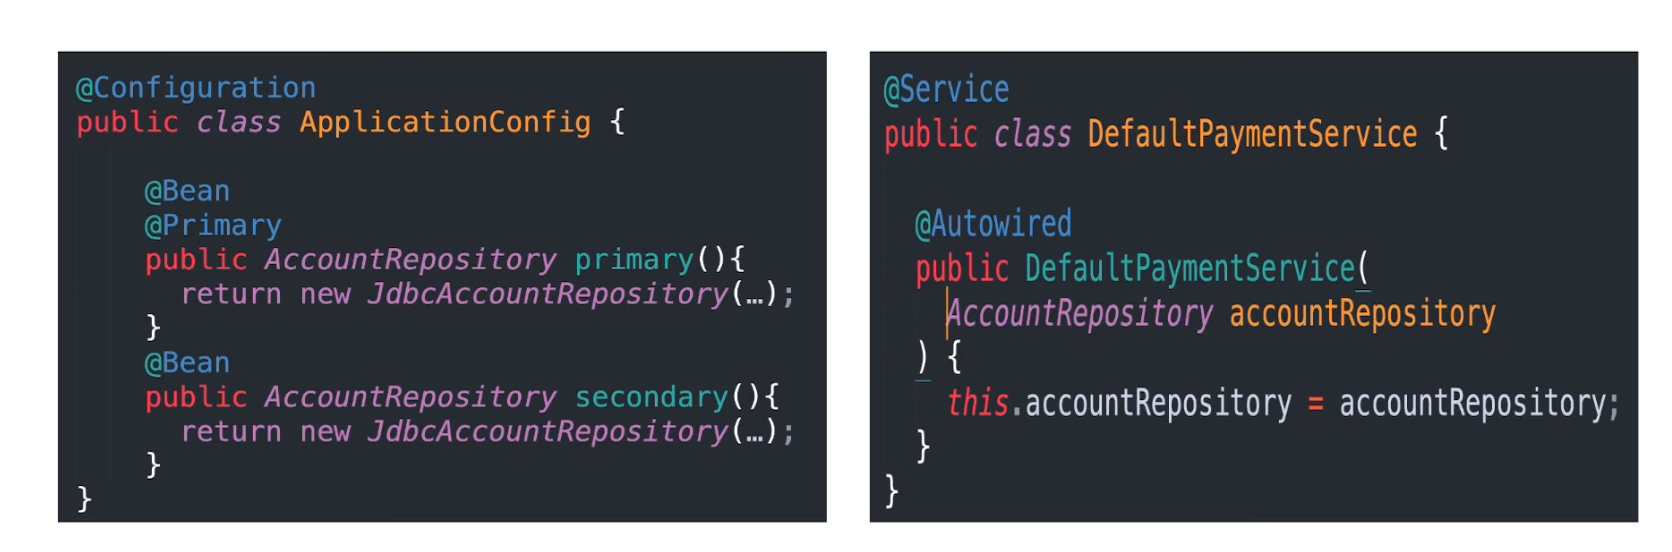 @Configuration
public class ApplicationConfig {
@Bean
@Primary
public AccountRepository primary(){
return new JdbcAccountRepository(…);
}
@Bean
public AccountRepository secondary(){
return new JdbcAccountRepository(…);
}
}
@Service
public class DefaultPaymentService {
@Autowired
public DefaultPaymentService(
AccountRepository accountRepository
) {
this.accountRepository = accountRepository;
}
}